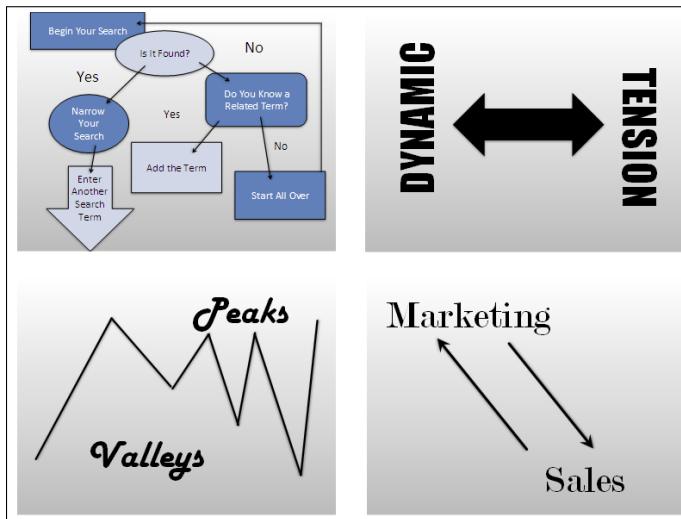 Begin Your Search
Is it Found?
No
Yes
Do You Know a
Related Term?
Narrow
Your
Search
Yes
No
Add the Term
Enter
Another
Search
Term
Start All Over
DYNAMIC
TENSION
Peaks
Valleys
Marketing
Sales